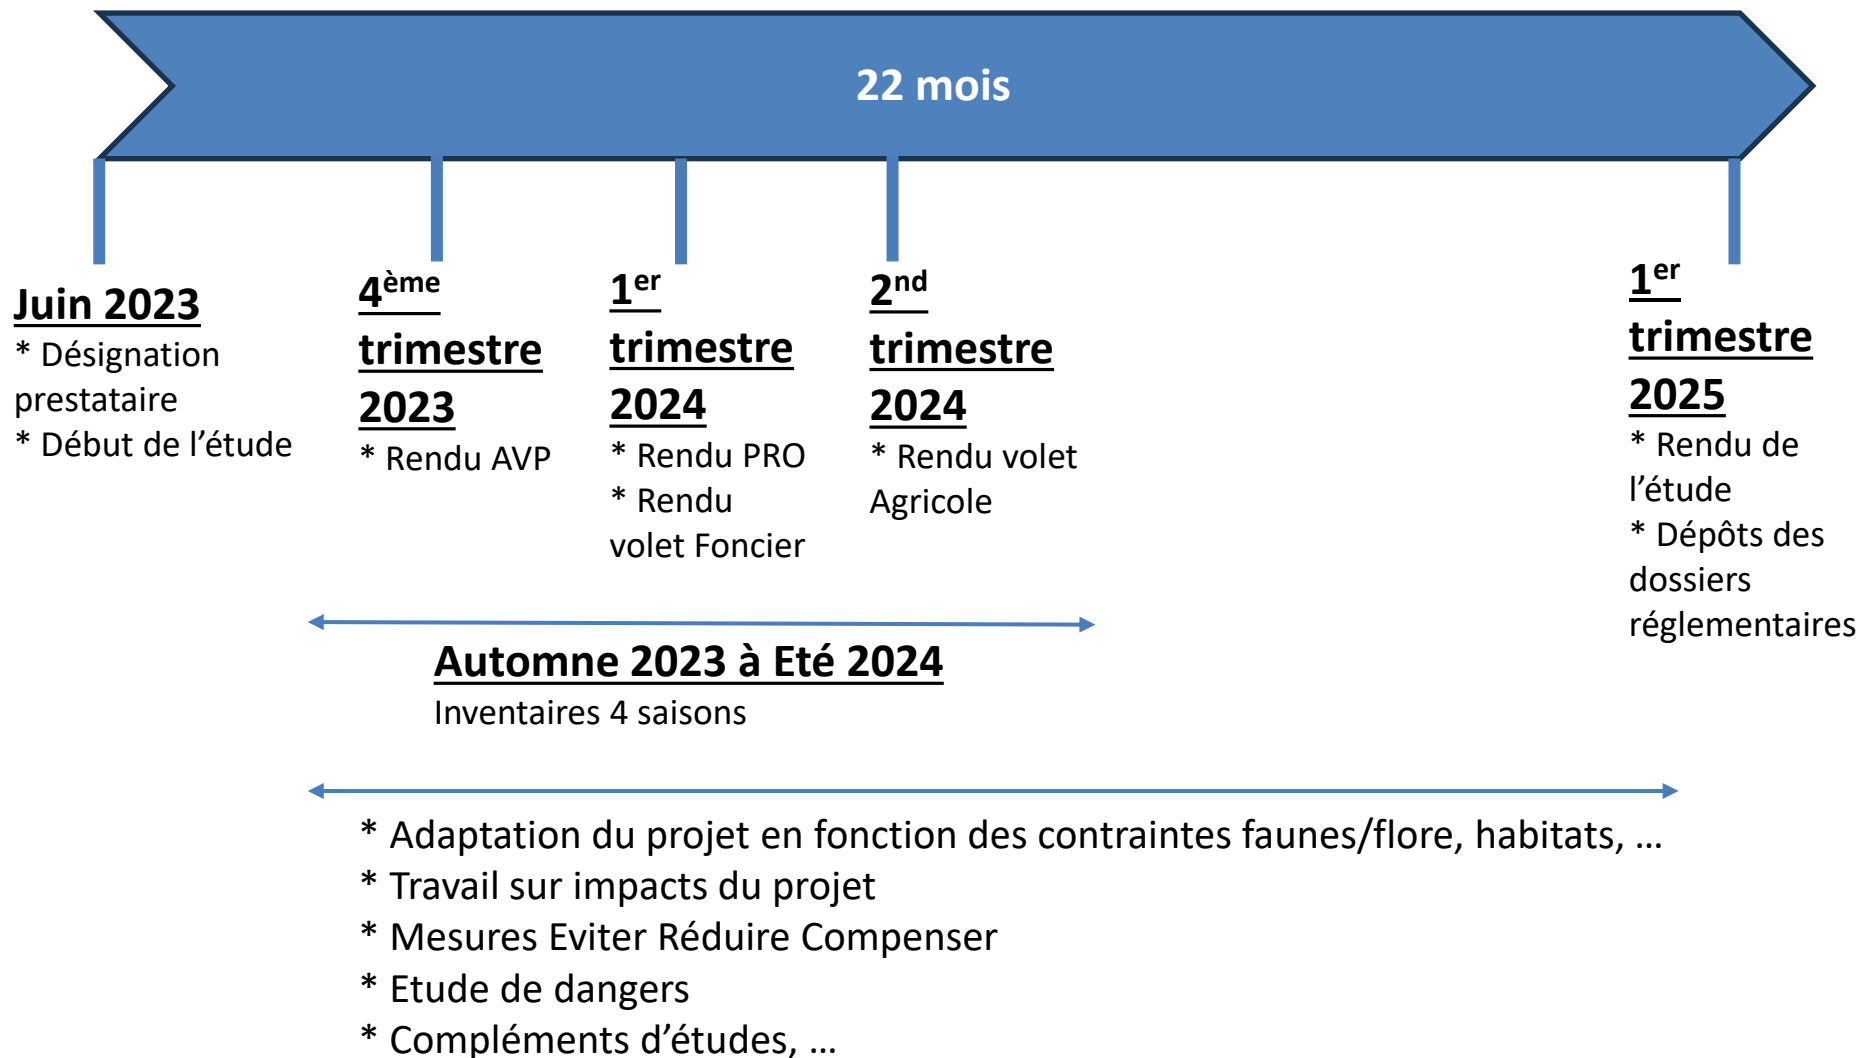 22 mois
Juin 2023
* Désignation
prestataire
* Début de l’étude
4ème
trimestre
2023
* Rendu AVP
1er
trimestre
2024
* Rendu PRO
* Rendu
volet Foncier
2nd
trimestre
2024
* Rendu volet
Agricole
1er
trimestre
2025
* Rendu de
l’étude
* Dépôts des
dossiers
réglementaires
Automne 2023 à Eté 2024
Inventaires 4 saisons
* Adaptation du projet en fonction des contraintes faunes/flore, habitats, …
* Travail sur impacts du projet
* Mesures Eviter Réduire Compenser
* Etude de dangers
* Compléments d’études, …